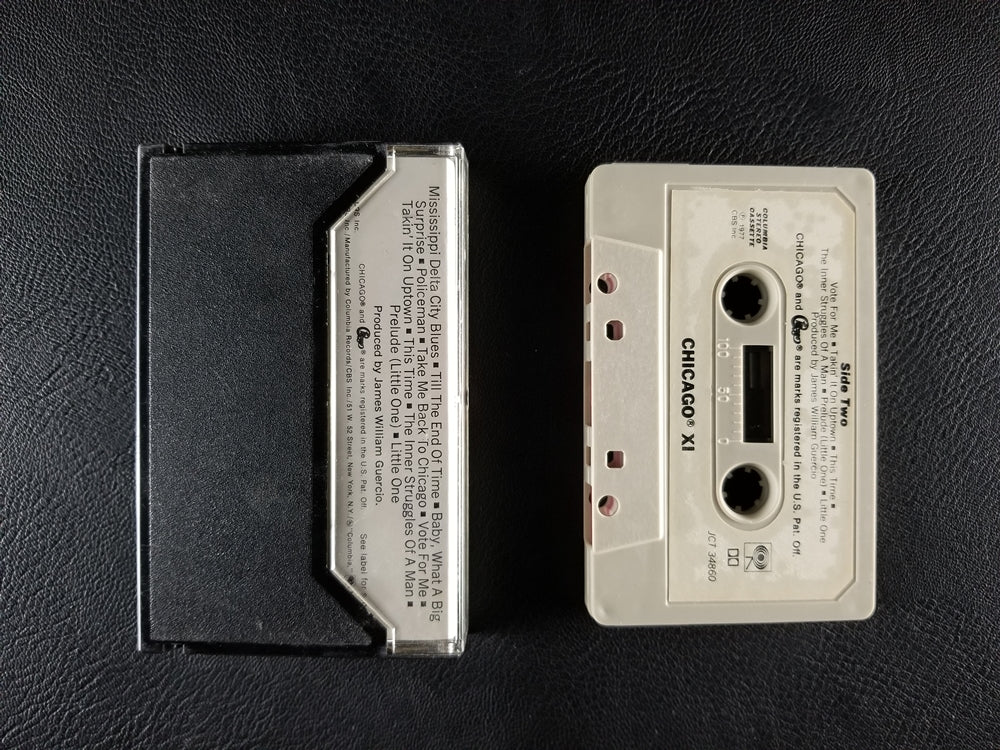 Mississippi Delta City Blues ■ Till The End Of Time ■ Baby, What A Big
Surprise ■ Policeman ■ Take Me Back To Chicago ■ Vote For Me ■
Takin' It On Uptown ■ This Time ■ The Inner Struggles Of A Man ■
Prelude (Little One) ■ Little One
Produced by James William Guercio.
CHICAGO® and Chicago® are marks registered in the U.S. Pat. Off. See label for
Inc./Manufactured by Columbia Records/CBS Inc./51 W. 52 Street, New York, N.Y./® "Columbia,"
Side Two
Vote For Me ■ Takin' It On Uptown ■ This Time ■
The Inner Struggles Of A Man ■ Prelude (Little One) ■ Little One
Produced by James William Guercio
CHICAGO® and Chicago® are marks registered in the U.S. Pat. Off.
COLUMBIA
STEREO
CASSETTE
℗ 1977
CBS Inc.
100 50 0
JCT 34860
CHICAGO® XI